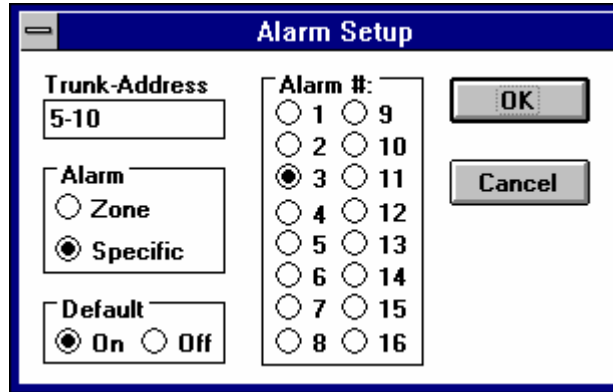 Alarm Setup
Trunk-Address
5-10
Alarm
Zone
Specific
Default
On Off
Alarm #:
1 9
2 10
3 11
4 12
5 13
6 14
7 15
8 16
OK
Cancel